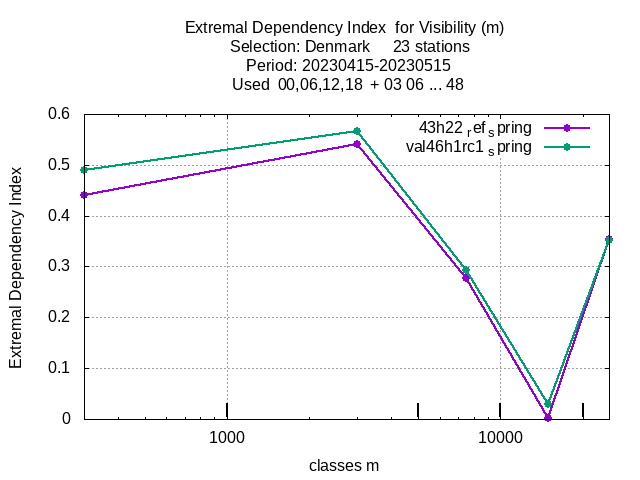 Extremal Dependency Index  for Visibility (m)
Selection: Denmark     23 stations
Period: 20230415-20230515
Used  00,06,12,18  + 03 06 ... 48
0.6
0.5
0.4
0.3
0.2
0.1
0
Extremal Dependency Index
43h22 ref spring
val46h1rc1 spring
1000
10000
classes m